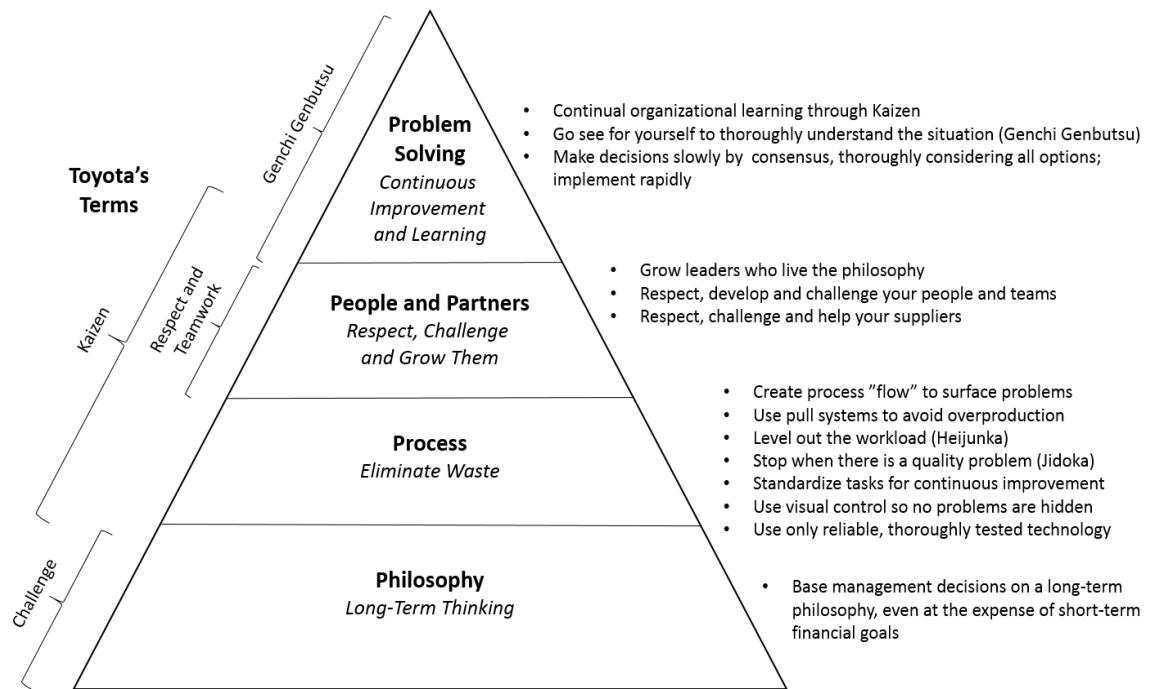 Toyota's
Terms
Genchi Genbutsu
Kaizen
Respect and
Teamwork
Challenge
Problem
Solving
Continuous
Improvement
and Learning
• Continual organizational learning through Kaizen
• Go see for yourself to thoroughly understand the situation (Genchi Genbutsu)
• Make decisions slowly by consensus, thoroughly considering all options;
implement rapidly
People and Partners
Respect, Challenge
and Grow Them
• Grow leaders who live the philosophy
• Respect, develop and challenge your people and teams
• Respect, challenge and help your suppliers
Process
Eliminate Waste
• Create process ”flow” to surface problems
• Use pull systems to avoid overproduction
• Level out the workload (Heijunka)
• Stop when there is a quality problem (Jidoka)
• Standardize tasks for continuous improvement
• Use visual control so no problems are hidden
• Use only reliable, thoroughly tested technology
Philosophy
Long-Term Thinking
• Base management decisions on a long-term
philosophy, even at the expense of short-term
financial goals